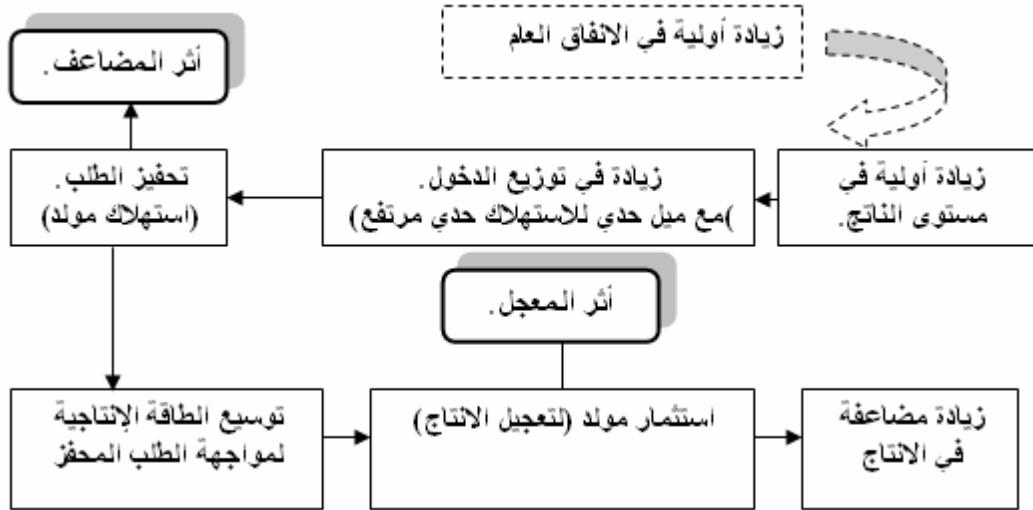 زيادة أولية في الانفاق العام
أثر المضاعف.
زيادة أولية في
مستوى الناتج.
زيادة في توزيع الدخول.
)مع ميل حدي للاستهلاك حدي مرتفع)
تحفيز الطلب.
(استهلاك مولد)
أثر المعجل.
توسيع الطاقة الإنتاجية
لمواجهة الطلب المحفز
استثمار مولد (لتعجيل الانتاج)
زيادة مضاعفة
في الانتاج